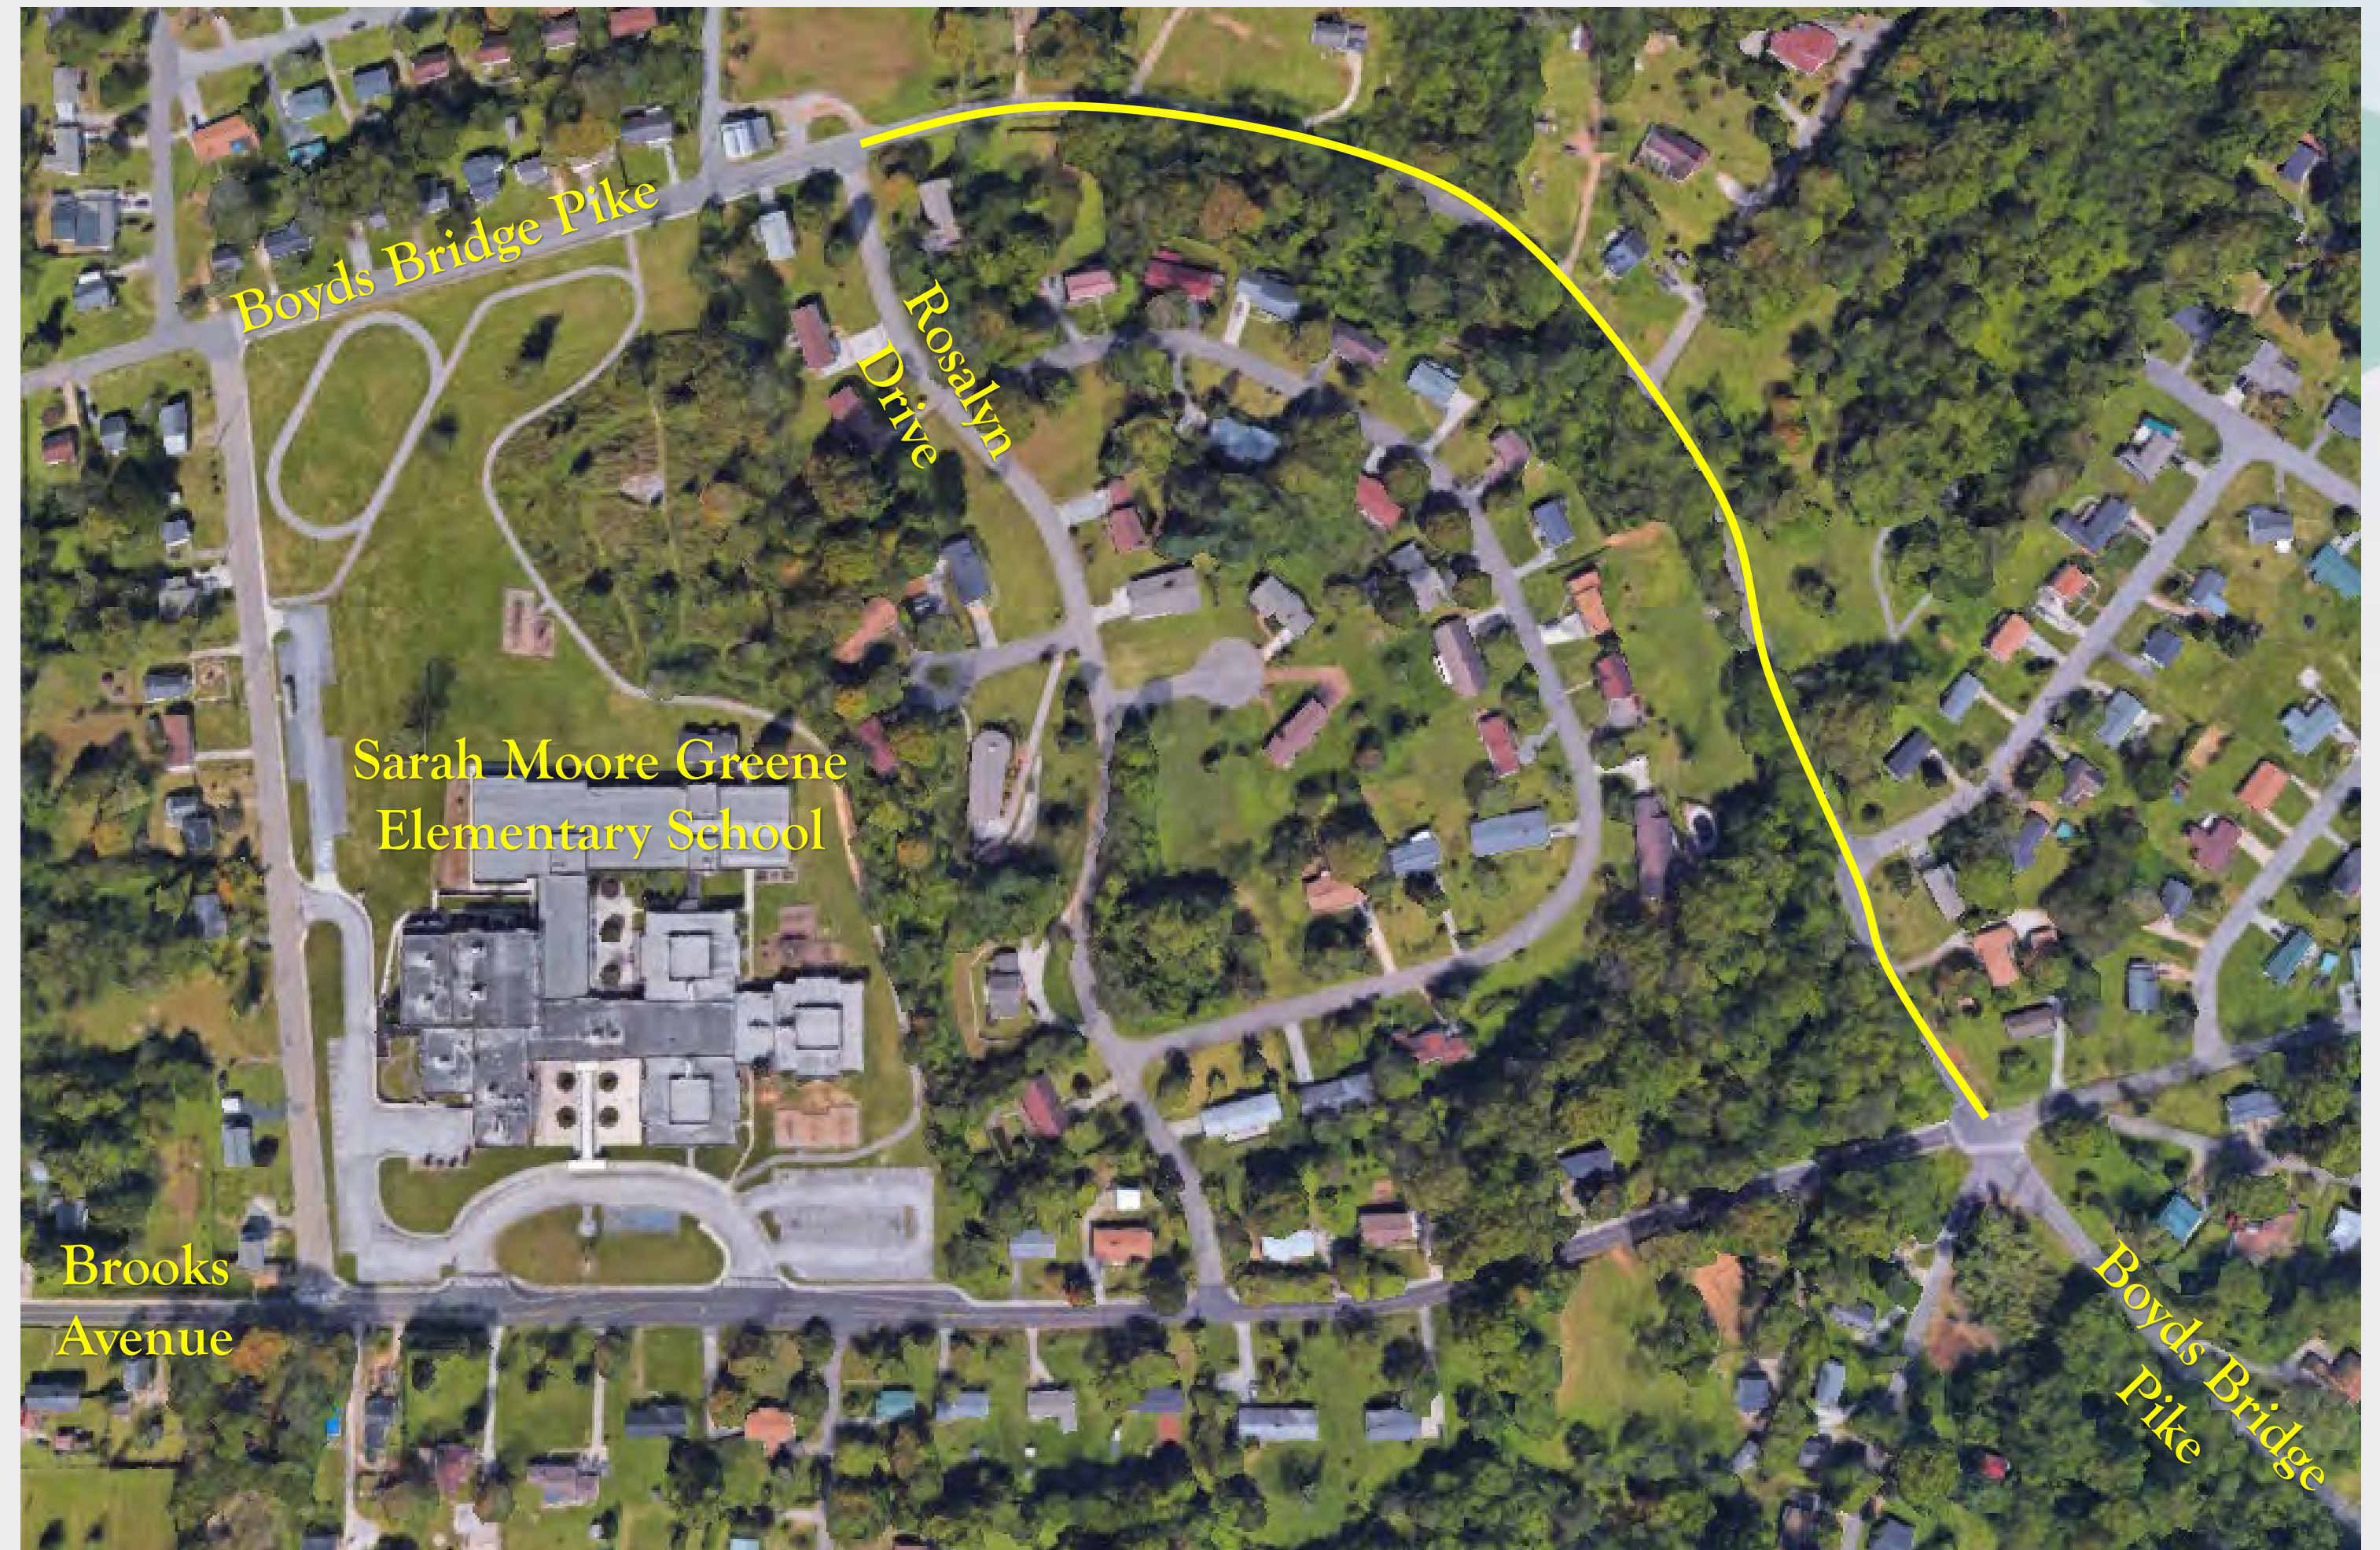 Boyds Bridge Pike
Rosalyn
Drive
Sarah Moore Greene
Elementary School
Brooks
Avenue
Boyds Bridge
Pike